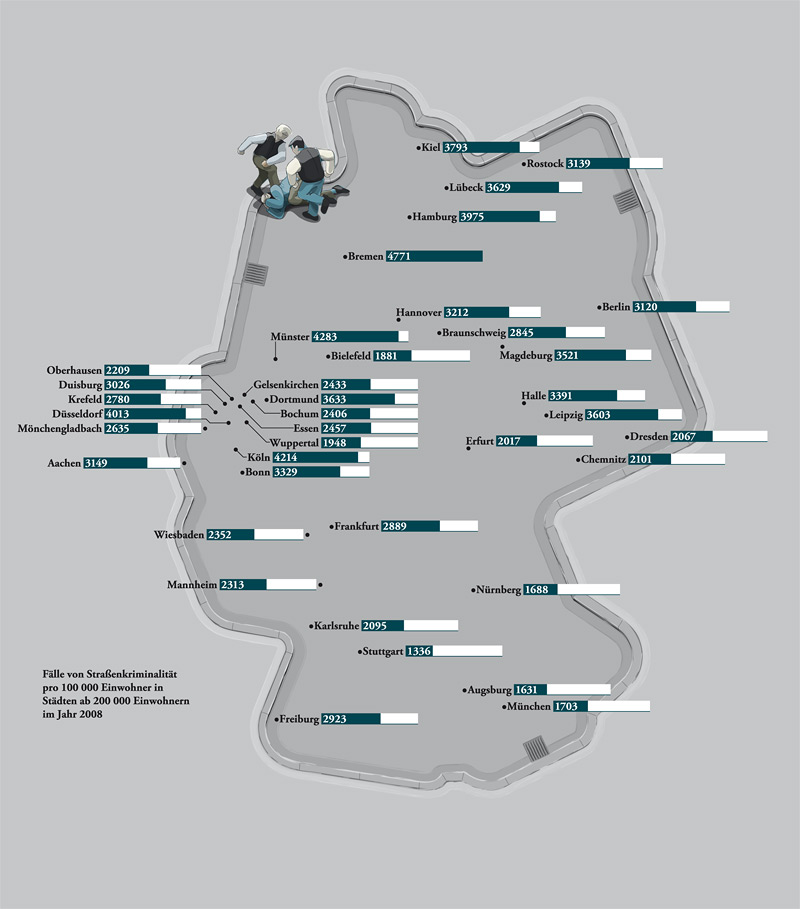 Kiel 3793
Rostock 3139
Lübeck 3629
Hamburg 3975
Bremen 4771
Hannover 3212
Berlin 3120
Münster 4283
Braunschweig 2845
Bielefeld 1881
Magdeburg 3521
Oberhausen 2209
Duisburg 3026
Krefeld 2780
Düsseldorf 4013
Mönchengladbach 2635
Gelsenkirchen 2433
Dortmund 3633
Bochum 2406
Essen 2457
Wuppertal 1948
Köln 4214
Bonn 3329
Aachen 3149
Halle 3391
Leipzig 3603
Erfurt 2017
Dresden 2067
Chemnitz 2101
Wiesbaden 2352
Frankfurt 2889
Mannheim 2313
Nürnberg 1688
Karlsruhe 2095
Stuttgart 1336
Augsburg 1631
München 1703
Freiburg 2923
Fälle von Straßenkriminalität
pro 100 000 Einwohner in
Städten ab 200 000 Einwohnern
im Jahr 2008